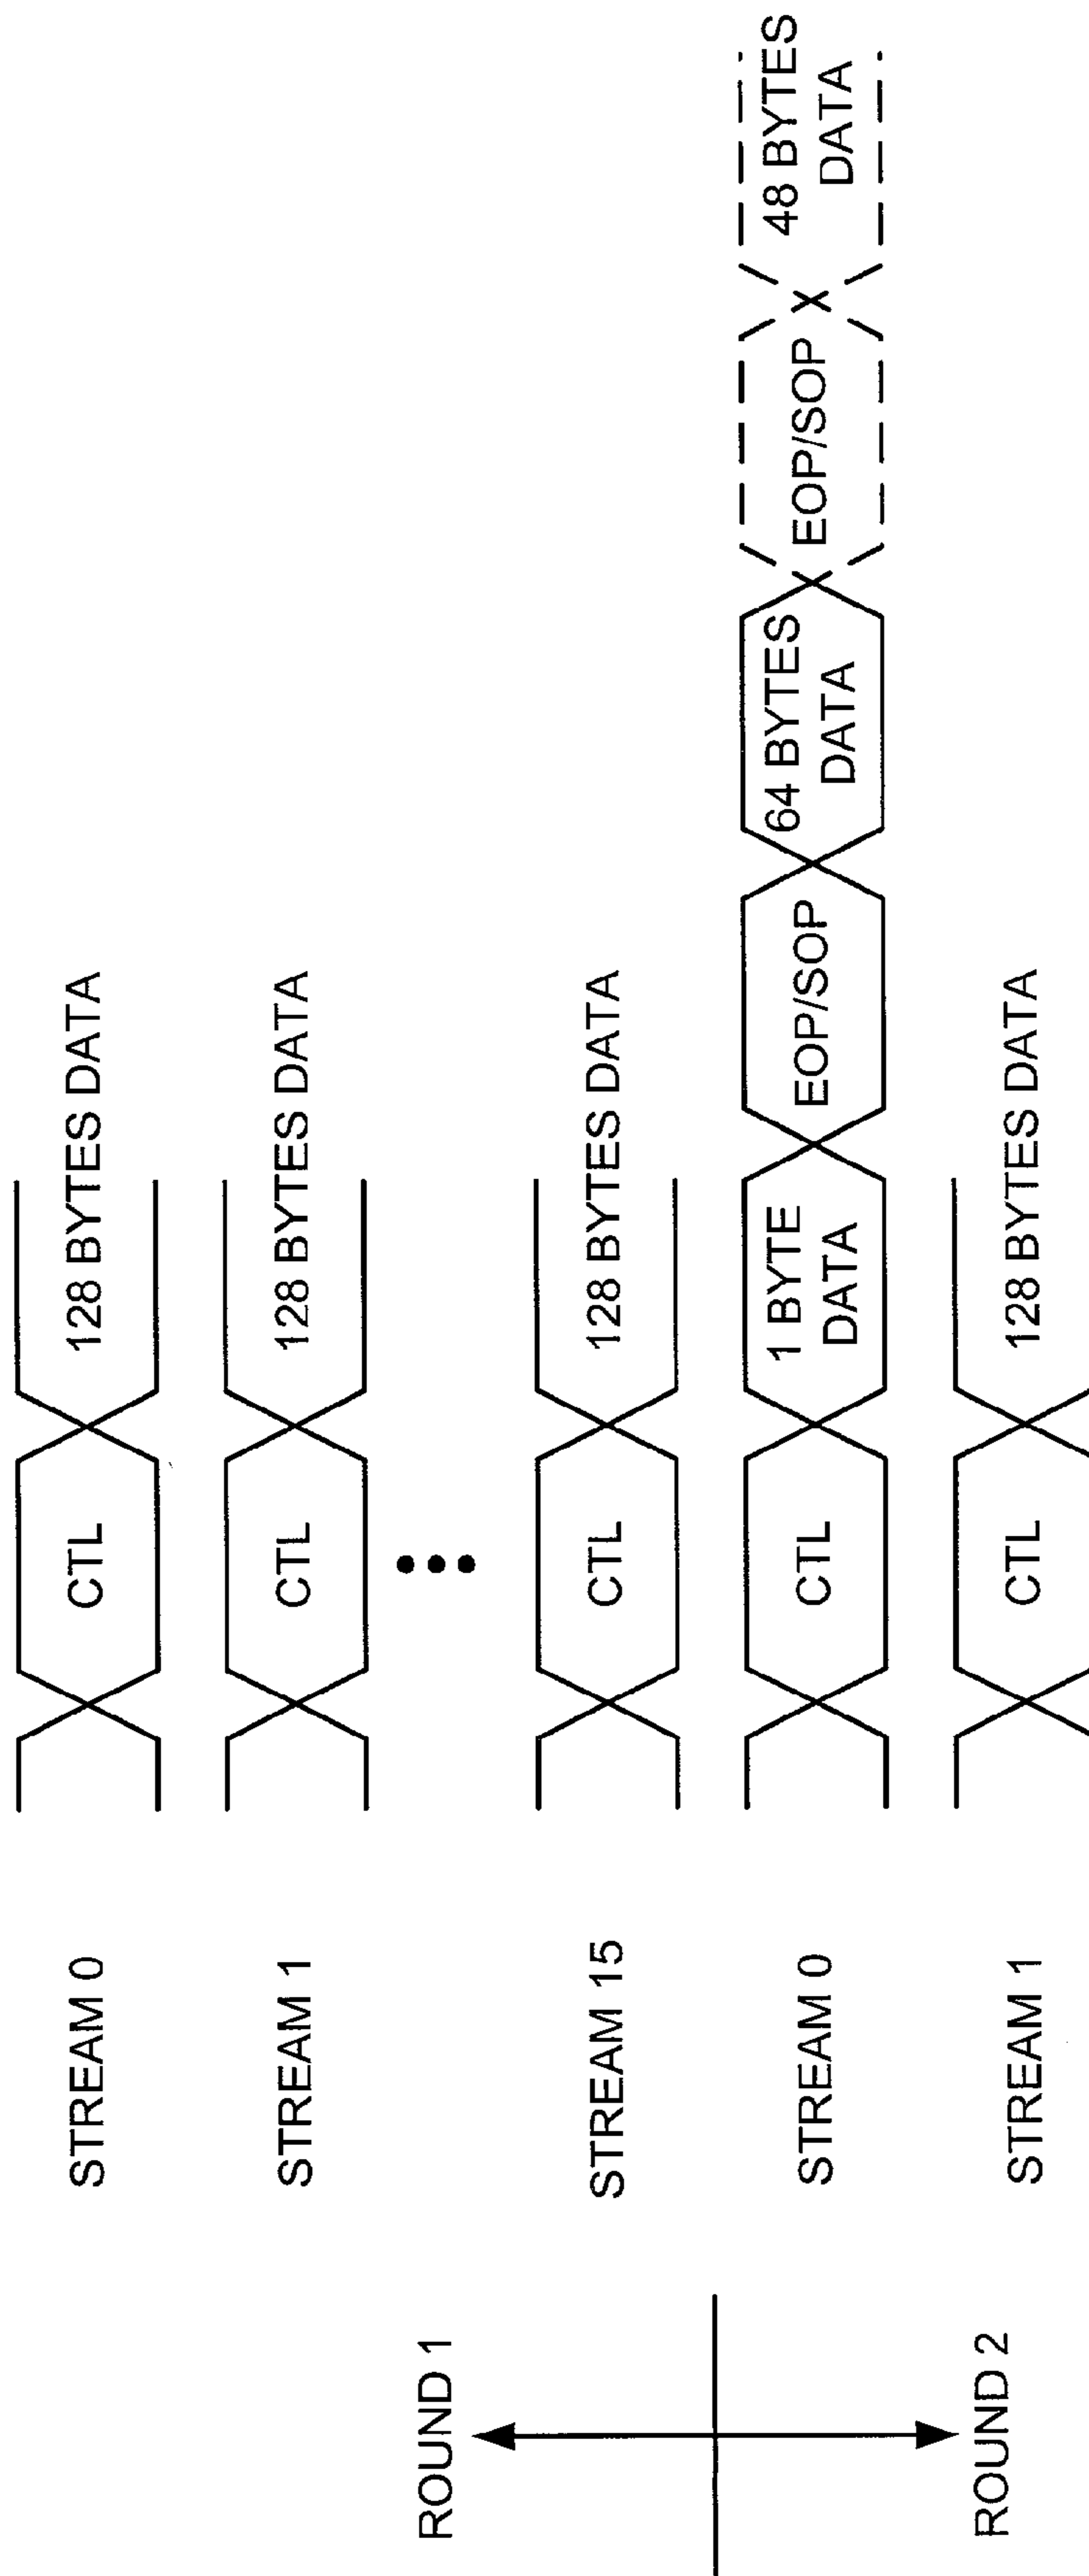 STREAM 0
CTL
128 BYTES DATA
STREAM 1
CTL
128 BYTES DATA
ROUND 1
STREAM 15
CTL
128 BYTES DATA
STREAM 0
CTL
1 BYTE
DATA
EOP/SOP
64 BYTES
DATA
EOP/SOP
48 BYTES
DATA
ROUND 2
STREAM 1
CTL
128 BYTES DATA